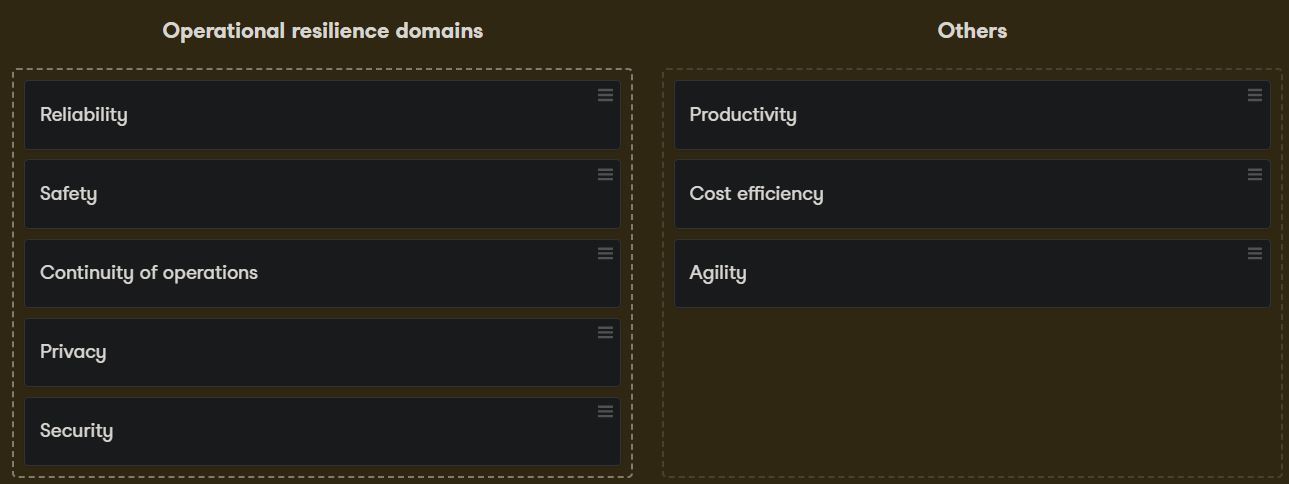 Operational resilience domains
Reliability
Safety
Continuity of operations
Privacy
Security
Others
Productivity
Cost efficiency
Agility